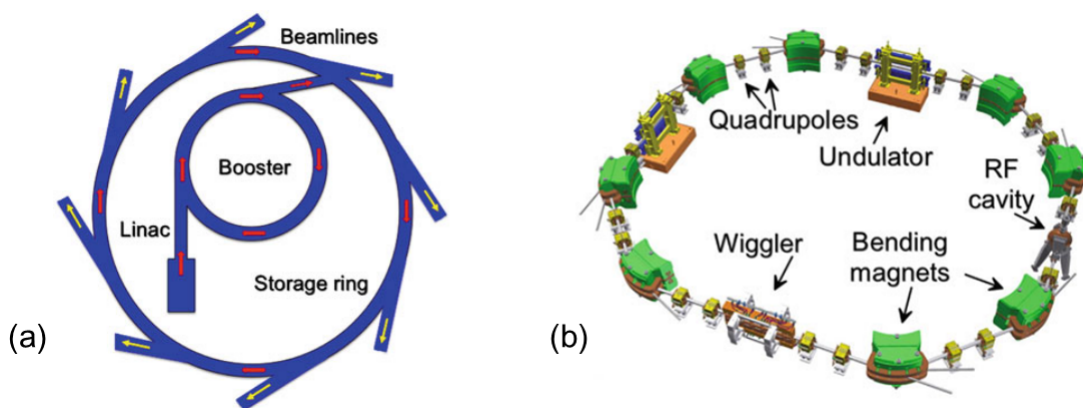 Beamlines
Booster
Linac
Storage ring
(a)
Quadrupoles
Undulator
RF
cavity
Wiggler
Bending
magnets
(b)